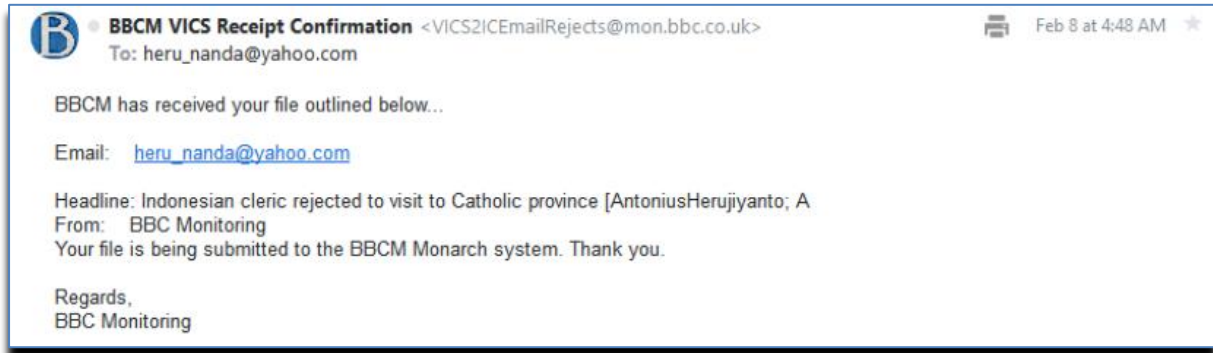 B
BBCM VICS Receipt Confirmation <VICS2ICEmailRejects@mon.bbc.co.uk> Feb 8 at 4:48 AM
To: heru_nanda@yahoo.com
BBCM has received your file outlined below...
Email: heru_nanda@yahoo.com
Headline: Indonesian cleric rejected to visit to Catholic province [AntoniusHerujiyanto; A
From: BBC Monitoring
Your file is being submitted to the BBCM Monarch system. Thank you.
Regards,
BBC Monitoring